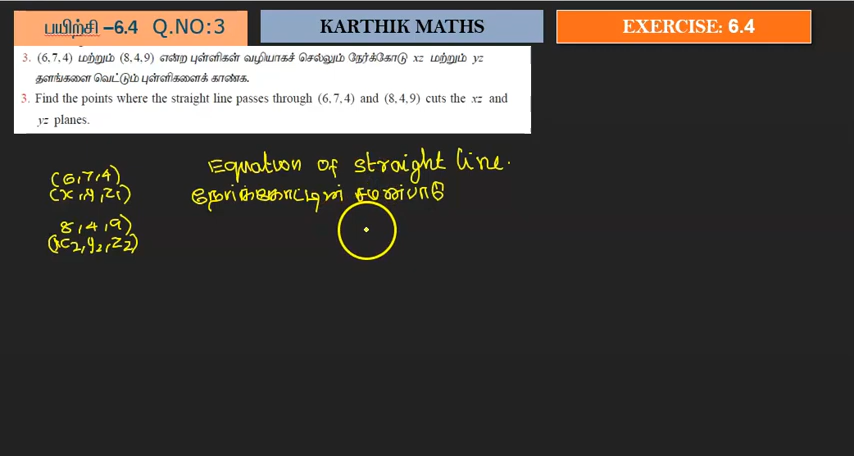 பயிற்சி –6.4 Q.NO:3
KARTHIK MATHS
EXERCISE: 6.4
3. (6,7,4) மற்றும் (8,4,9) என்ற புள்ளிகள் வழியாகச் செல்லும் நேர்க்கோடு xz மற்றும் yz
தளங்களை வெட்டும் புள்ளிகளைக் காண்க.
3. Find the points where the straight line passes through (6,7,4) and (8,4,9) cuts the xz and
yz planes.
(6,7,4)
(x,y,z1)
8,4,9)
(x2,y2,z2)
Equation of straight line.
நேர்க்கோட்டின் சமன்பாடு